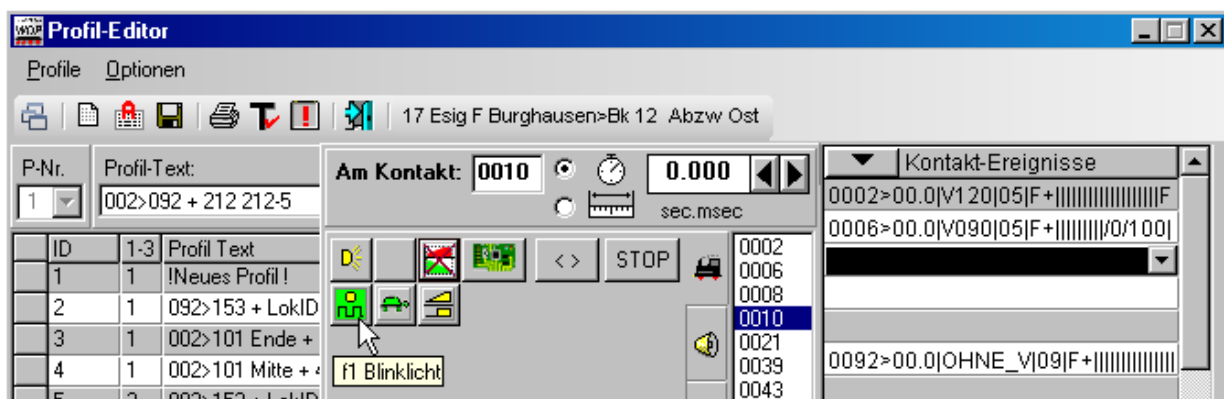 WDP Profil-Editor
Profile Optionen
17 Esig F Burghausen>Bk 12 Abzw Ost
P-Nr. Profil-Text:
1 002>092 + 212 212-5
Am Kontakt: 0010 0.000
sec.msec
Kontakt-Ereignisse
0002>00.0|V120|05|F+|||||||||||||||||||F
0006>00.0|V090|05|F+||||||||/0/100|
0092>00.0|OHNE_V|09|F+|||||||||||||||
ID 1-3 Profil Text
1 1 !Neues Profil !
2 1 092>153 + LokID
3 1 002>101 Ende +
4 1 002>101 Mitte +
< > STOP
f1 Blinklicht
0002
0006
0008
0010
0021
0039
0043